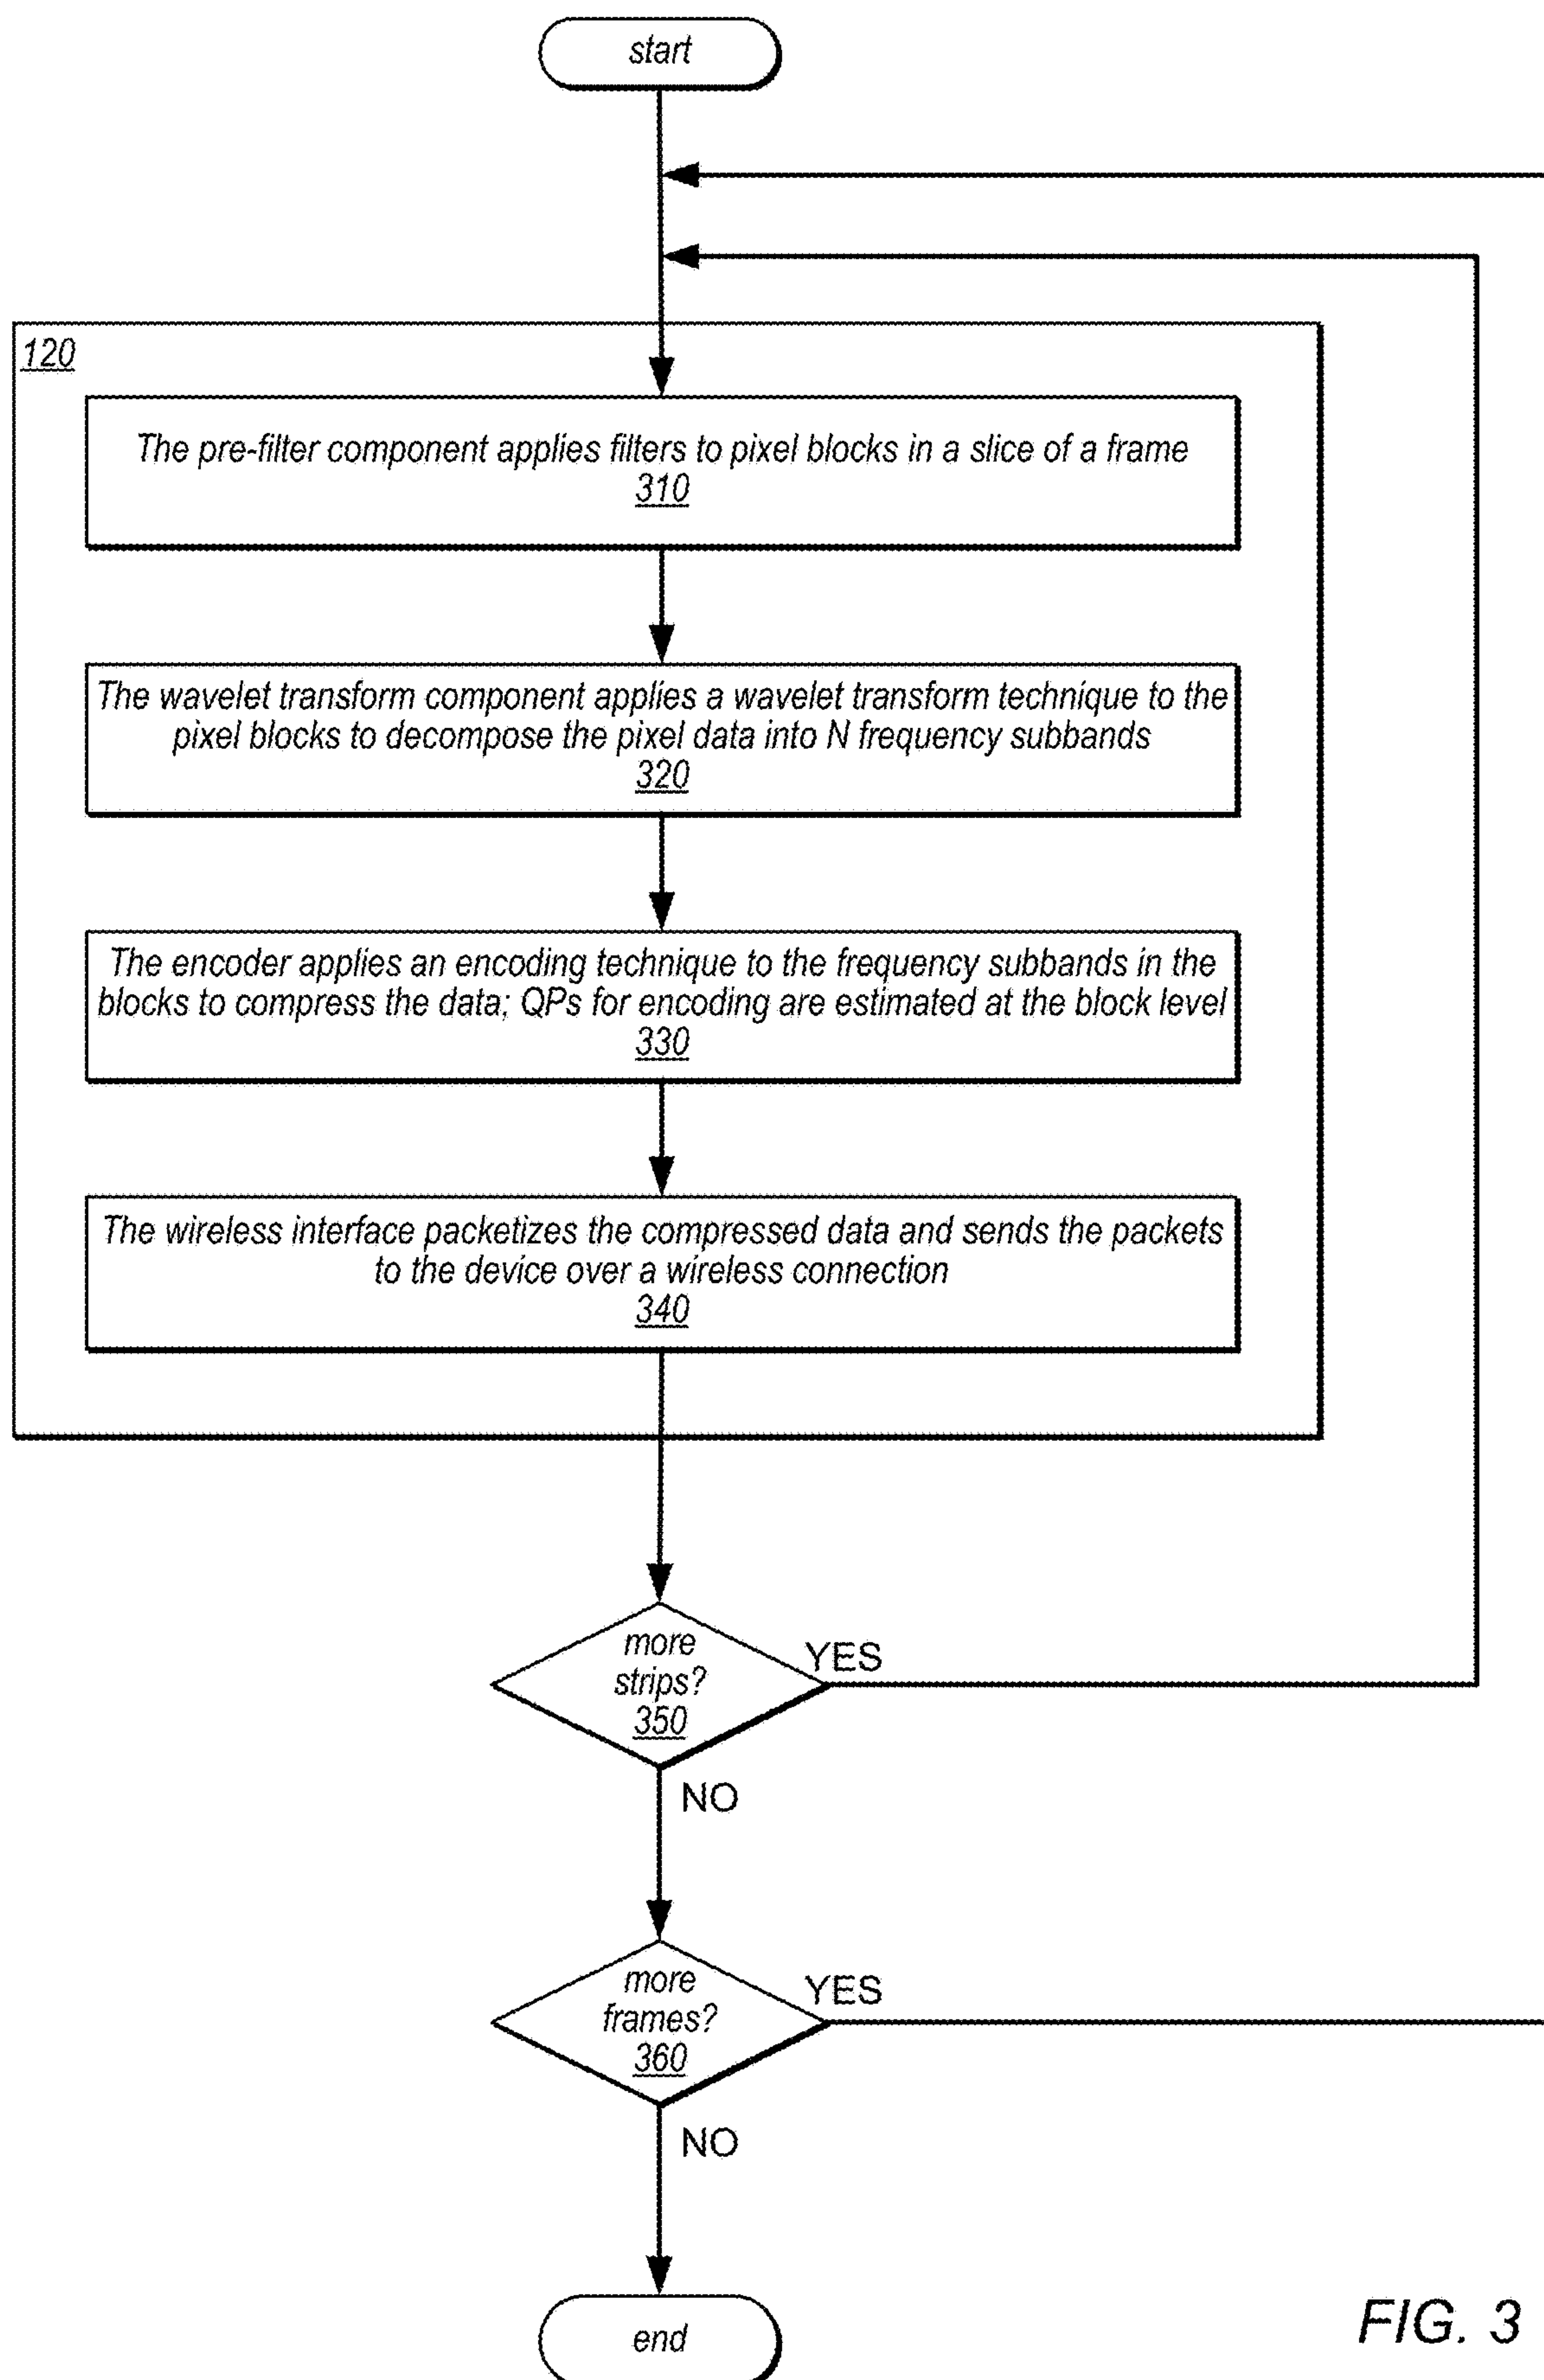 start
120
The pre-filter component applies filters to pixel blocks in a slice of a frame
310
The wavelet transform component applies a wavelet transform technique to the
pixel blocks to decompose the pixel data into N frequency subbands
320
The encoder applies an encoding technique to the frequency subbands in the
blocks to compress the data; QPs for encoding are estimated at the block level
330
The wireless interface packetizes the compressed data and sends the packets
to the device over a wireless connection
340
more
strips?
350
YES
NO
more
frames?
360
YES
NO
end
FIG. 3